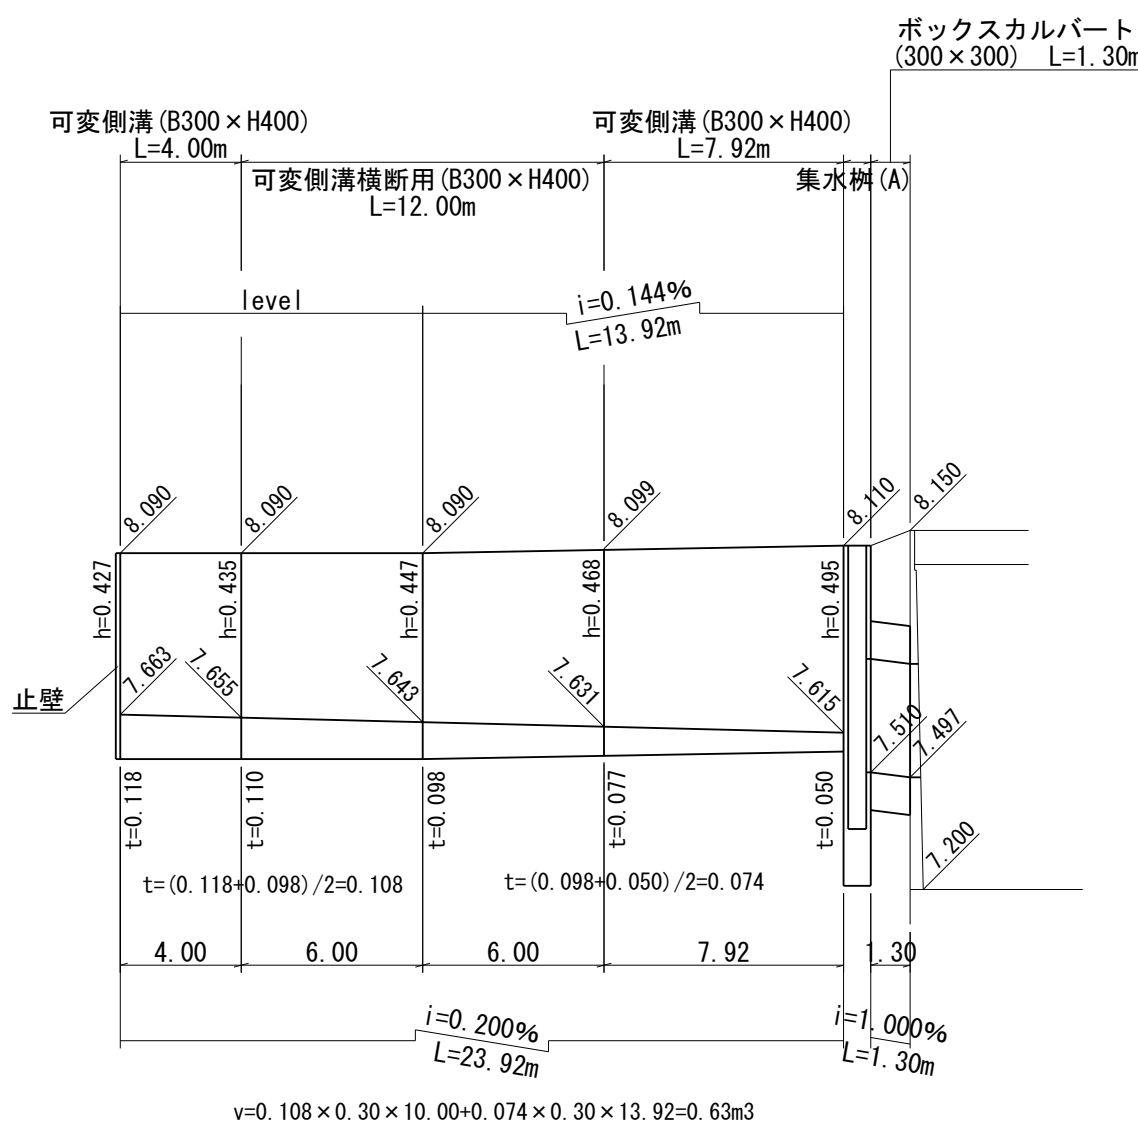 ボックスカルバート
(300×300) L=1.30m
可変側溝(B300×H400)
L=4.00m
可変側溝(B300×H400)
L=7.92m
可変側溝横断用(B300×H400)
L=12.00m
集水桝(A)
level
i=0.144%
L=13.92m
8.090
8.090
8.090
8.099
8.110
8.150
h=0.427
h=0.435
h=0.447
h=0.468
h=0.495
止壁
7.663
7.655
7.643
7.631
7.615
7.510
7.497
t=0.118
t=0.110
t=0.098
t=0.077
t=0.050
7.200
t=(0.118+0.098)/2=0.108
t=(0.098+0.050)/2=0.074
4.00
6.00
6.00
7.92
1.30
i=0.200%
L=23.92m
i=1.000%
L=1.30m
v=0.108×0.30×10.00+0.074×0.30×13.92=0.63m3